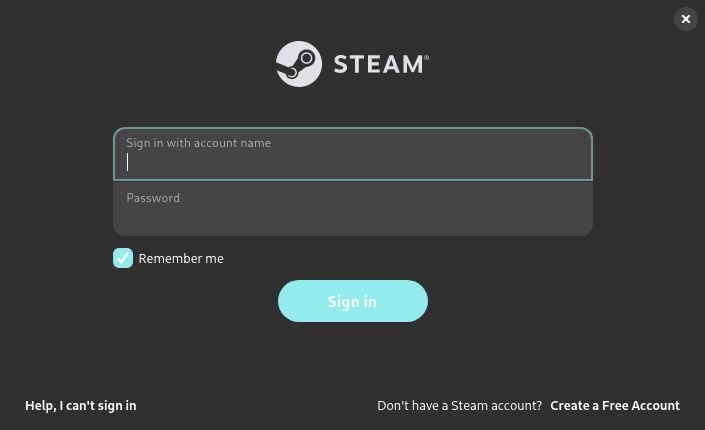 STEAM®
Sign in with account name
Password
Remember me
Sign in
Help, I can't sign in
Don't have a Steam account? Create a Free Account